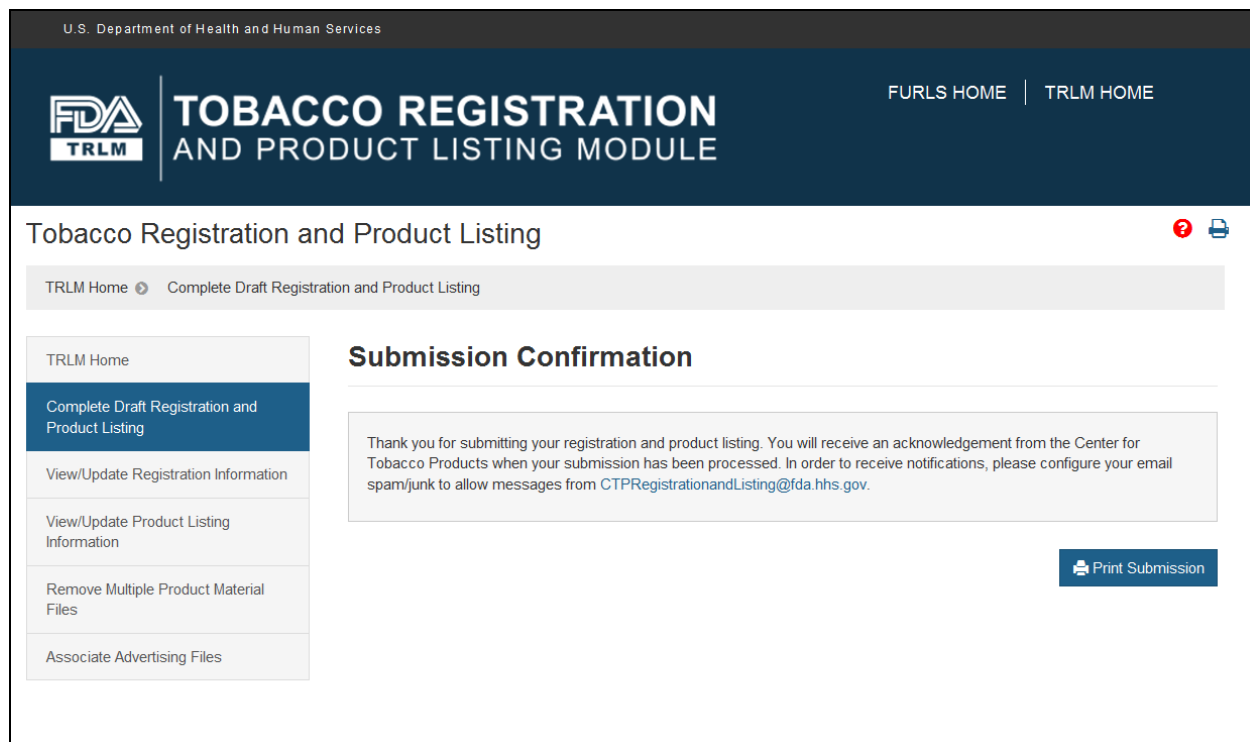 U.S. Department of Health and Human Services
FDA
TRLM
TOBACCO REGISTRATION
AND PRODUCT LISTING MODULE
FURLS HOME | TRLM HOME
Tobacco Registration and Product Listing
TRLM Home Complete Draft Registration and Product Listing
TRLM Home
Complete Draft Registration and
Product Listing
View/Update Registration Information
View/Update Product Listing
Information
Remove Multiple Product Material
Files
Associate Advertising Files
Submission Confirmation
Thank you for submitting your registration and product listing. You will receive an acknowledgement from the Center for
Tobacco Products when your submission has been processed. In order to receive notifications, please configure your email
spam/junk to allow messages from CTPRegistrationandListing@fda.hhs.gov.
Print Submission